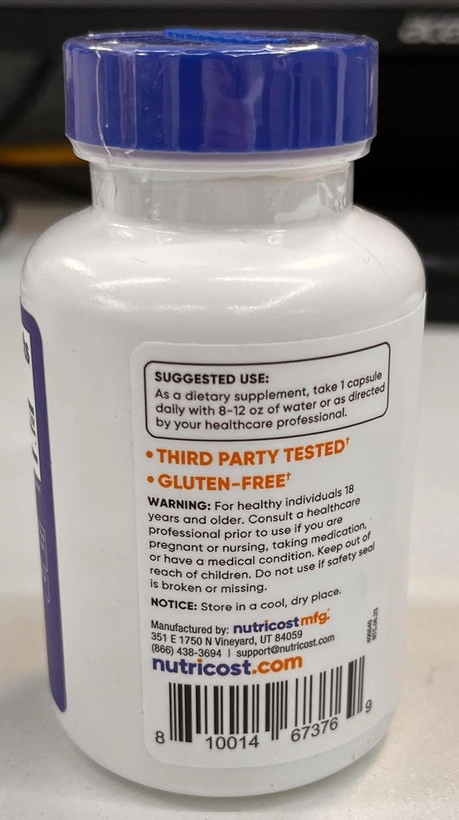 acer
SUGGESTED USE:
As a dietary supplement, take 1 capsule
daily with 8-12 oz of water or as directed
by your healthcare professional.
• THIRD PARTY TESTED†
• GLUTEN-FREE†
WARNING: For healthy individuals 18
years and older. Consult a healthcare
professional prior to use if you are
pregnant or nursing, taking medication,
or have a medical condition. Keep out of
reach of children. Do not use if safety seal
is broken or missing.
NOTICE: Store in a cool, dry place.
Manufactured by: nutricost mfg.
351 E 1750 N Vineyard, UT 84059
(866) 438-3694 | support@nutricost.com
nutricost.com
8 10014 67376 9